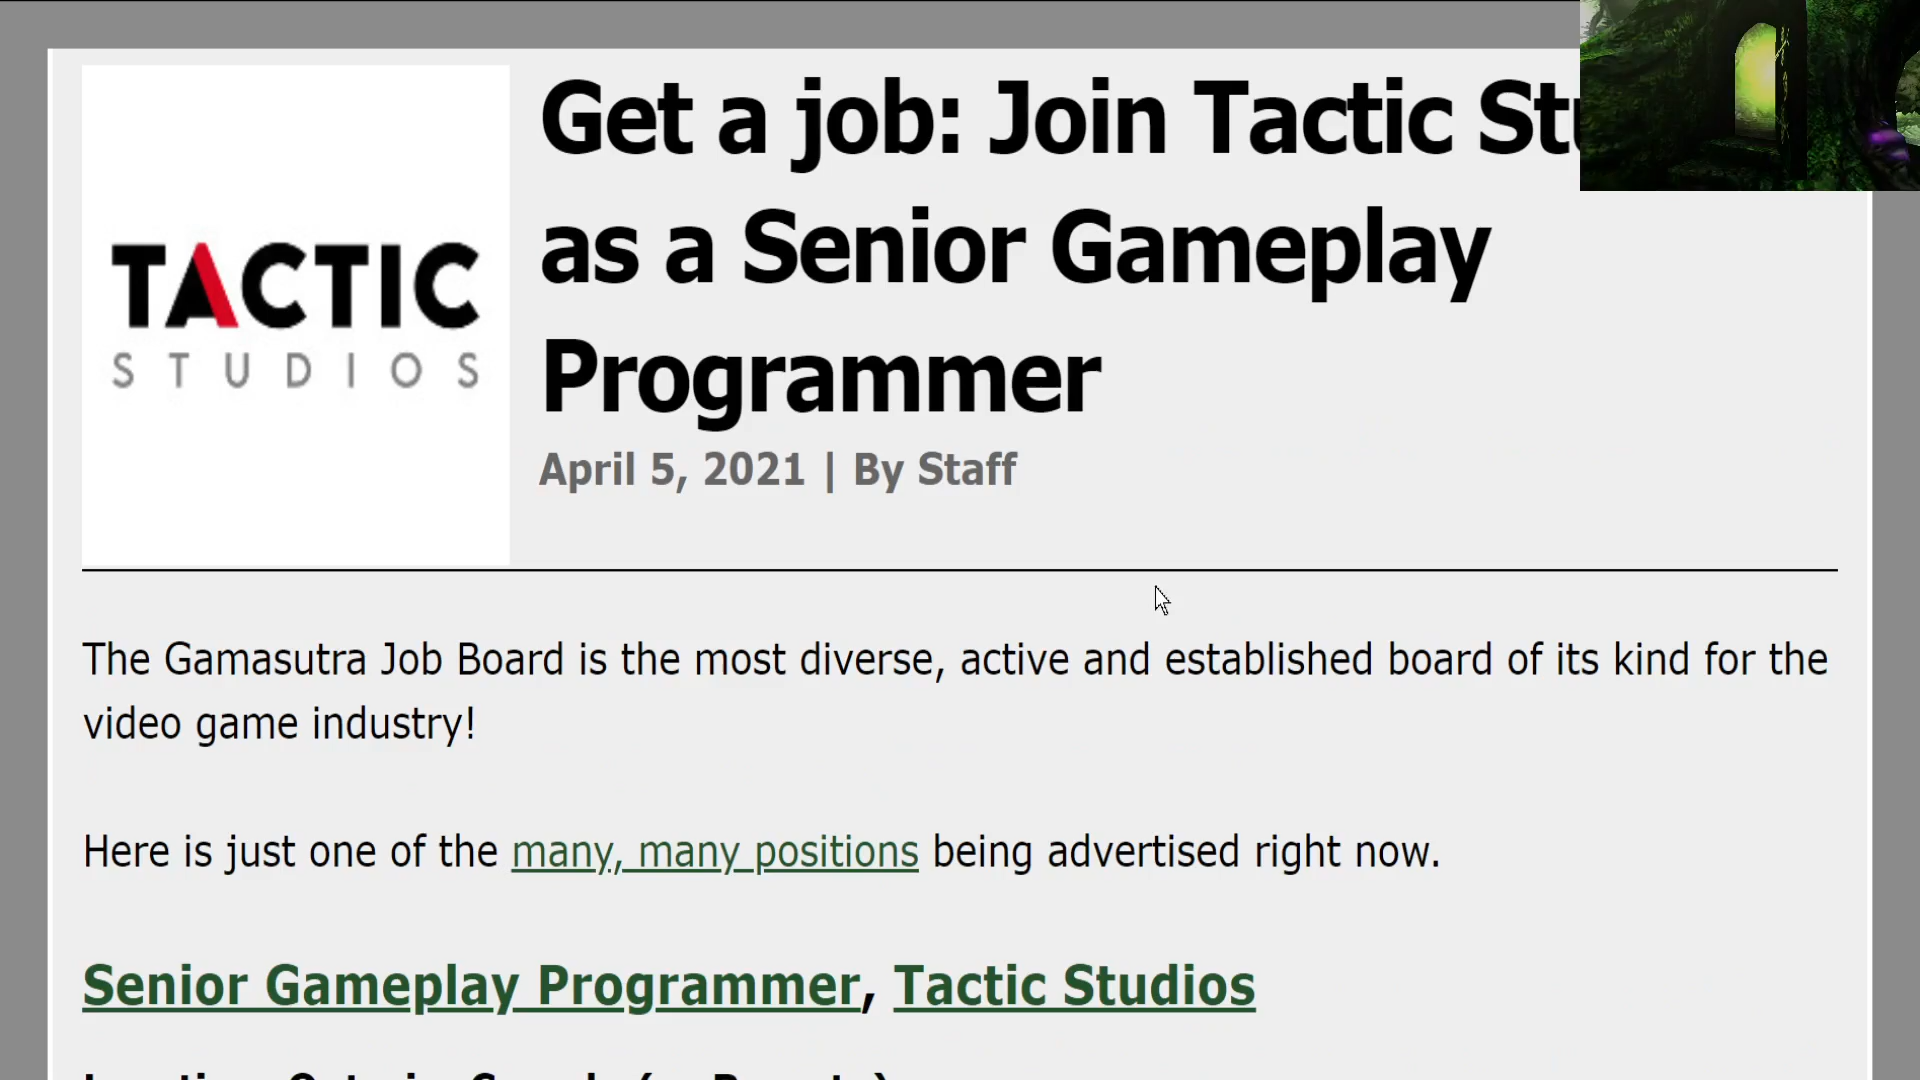 TACTIC
STUDIOS
Get a job: Join Tactic
as a Senior Gameplay
Programmer
April 5, 2021 | By Staff
The Gamasutra Job Board is the most diverse, active and established board of its kind for the
video game industry!
Here is just one of the many, many positions being advertised right now.
Senior Gameplay Programmer, Tactic Studios